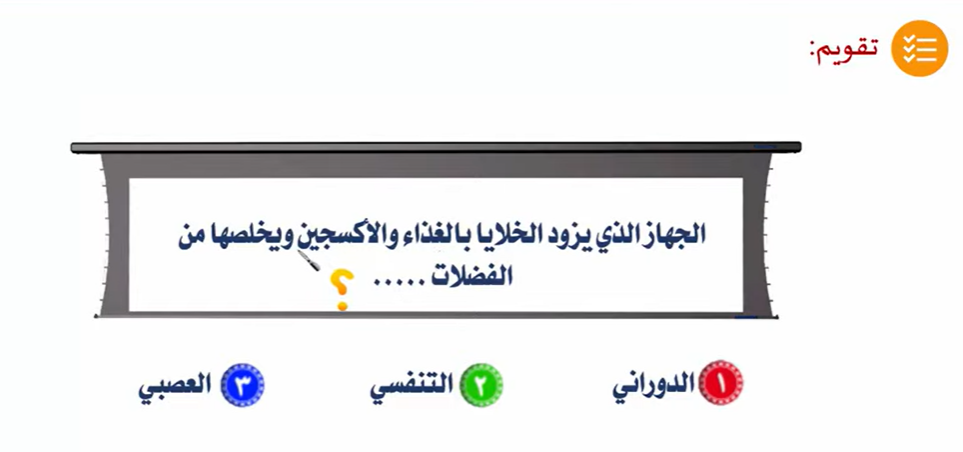 تقويم:
الجهاز الذي يزود الخلايا بالغذاء والأكسجين ويخلصها من
الفضلات ..... ؟
١ الدوراني
٢ التنفسي
٣ العصبي